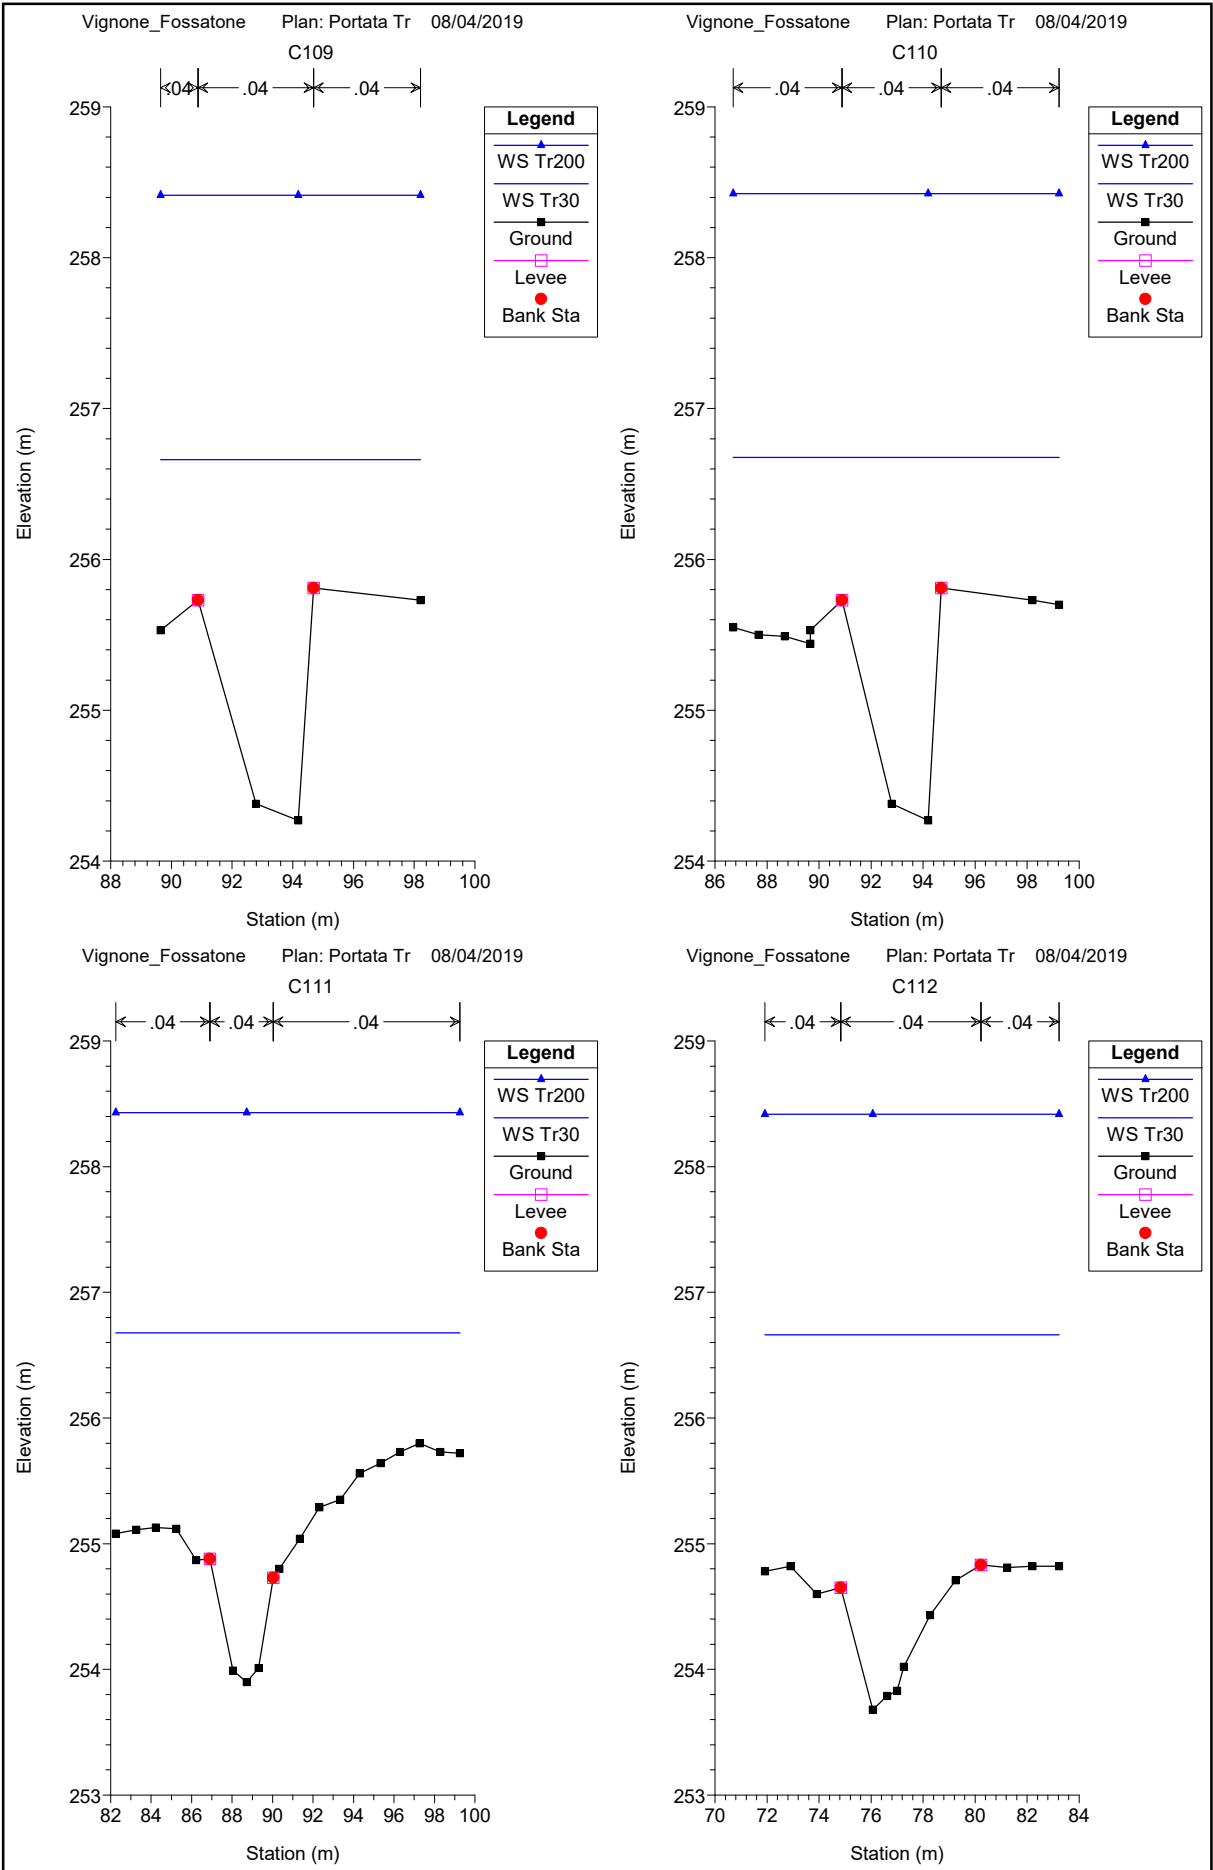 Vignone_Fossatone Plan: Portata Tr 08/04/2019
C109
.04 .04 .04
259
258
257
256
255
254
Elevation (m)
88 90 92 94 96 98 100
Station (m)
Legend
WS Tr200
WS Tr30
Ground
Levee
Bank Sta
Vignone_Fossatone Plan: Portata Tr 08/04/2019
C110
.04 .04 .04
259
258
257
256
255
254
Elevation (m)
86 88 90 92 94 96 98 100
Station (m)
Legend
WS Tr200
WS Tr30
Ground
Levee
Bank Sta
Vignone_Fossatone Plan: Portata Tr 08/04/2019
C111
.04 .04 .04
259
258
257
256
255
254
253
Elevation (m)
82 84 86 88 90 92 94 96 98 100
Station (m)
Legend
WS Tr200
WS Tr30
Ground
Levee
Bank Sta
Vignone_Fossatone Plan: Portata Tr 08/04/2019
C112
.04 .04 .04
259
258
257
256
255
254
253
Elevation (m)
70 72 74 76 78 80 82 84
Station (m)
Legend
WS Tr200
WS Tr30
Ground
Levee
Bank Sta